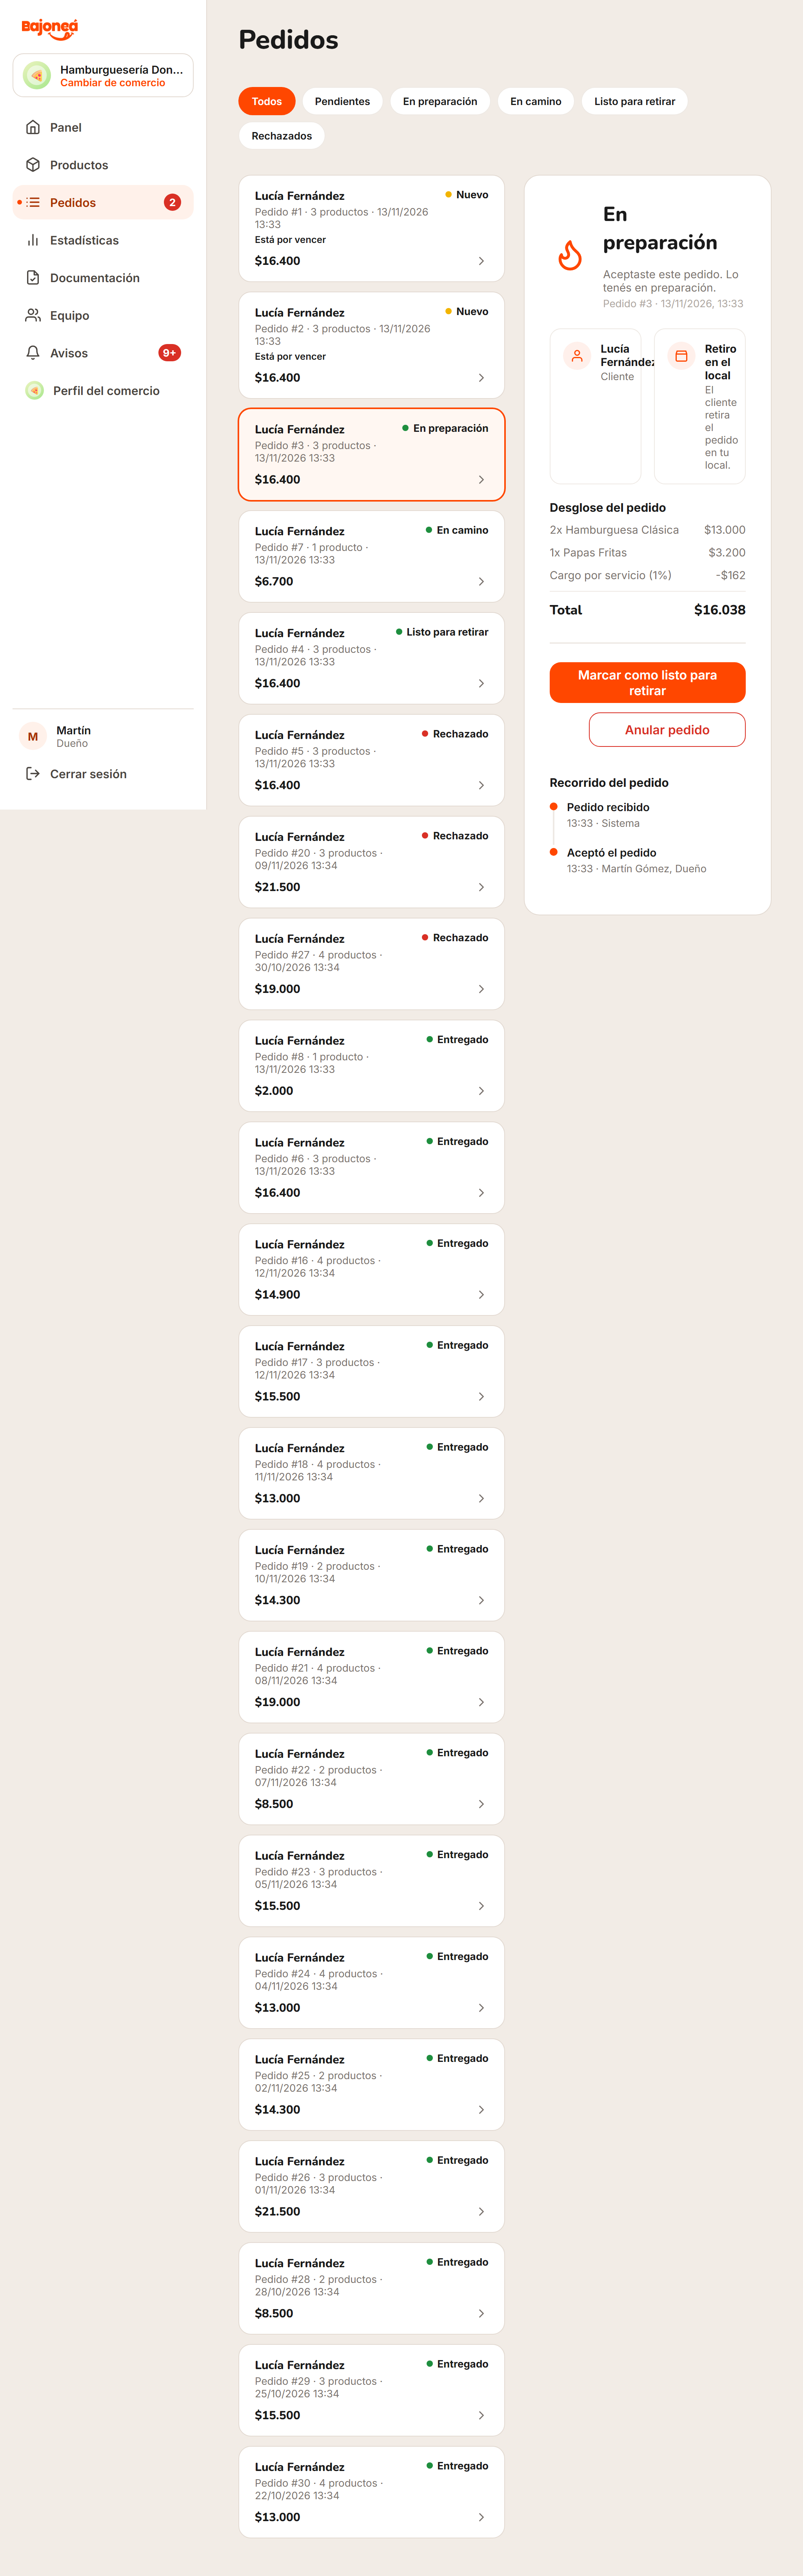 Bajoneá
Hamburguesería Don...
Cambiar de comercio
Panel
Productos
Pedidos 2
Estadísticas
Documentación
Equipo
Avisos 9+
Perfil del comercio
M Martín
Dueño
Cerrar sesión
Pedidos
Todos Pendientes En preparación En camino Listo para retirar
Rechazados
Lucía Fernández Nuevo
Pedido #1 · 3 productos · 13/11/2026
13:33
Está por vencer
$16.400
Lucía Fernández Nuevo
Pedido #2 · 3 productos · 13/11/2026
13:33
Está por vencer
$16.400
Lucía Fernández En preparación
Pedido #3 · 3 productos ·
13/11/2026 13:33
$16.400
Lucía Fernández En camino
Pedido #7 · 1 producto ·
13/11/2026 13:33
$6.700
Lucía Fernández Listo para retirar
Pedido #4 · 3 productos ·
13/11/2026 13:33
$16.400
Lucía Fernández Rechazado
Pedido #5 · 3 productos ·
13/11/2026 13:33
$16.400
Lucía Fernández Rechazado
Pedido #20 · 3 productos ·
09/11/2026 13:34
$21.500
Lucía Fernández Rechazado
Pedido #27 · 4 productos ·
30/10/2026 13:34
$19.000
Lucía Fernández Entregado
Pedido #8 · 1 producto ·
13/11/2026 13:33
$2.000
Lucía Fernández Entregado
Pedido #6 · 3 productos ·
13/11/2026 13:33
$16.400
Lucía Fernández Entregado
Pedido #16 · 4 productos ·
12/11/2026 13:34
$14.900
Lucía Fernández Entregado
Pedido #17 · 3 productos ·
12/11/2026 13:34
$15.500
Lucía Fernández Entregado
Pedido #18 · 4 productos ·
11/11/2026 13:34
$13.000
Lucía Fernández Entregado
Pedido #19 · 2 productos ·
10/11/2026 13:34
$14.300
Lucía Fernández Entregado
Pedido #21 · 4 productos ·
08/11/2026 13:34
$19.000
Lucía Fernández Entregado
Pedido #22 · 2 productos ·
07/11/2026 13:34
$8.500
Lucía Fernández Entregado
Pedido #23 · 3 productos ·
05/11/2026 13:34
$15.500
Lucía Fernández Entregado
Pedido #24 · 4 productos ·
04/11/2026 13:34
$13.000
Lucía Fernández Entregado
Pedido #25 · 2 productos ·
02/11/2026 13:34
$14.300
Lucía Fernández Entregado
Pedido #26 · 3 productos ·
01/11/2026 13:34
$21.500
Lucía Fernández Entregado
Pedido #28 · 2 productos ·
28/10/2026 13:34
$8.500
Lucía Fernández Entregado
Pedido #29 · 3 productos ·
25/10/2026 13:34
$15.500
Lucía Fernández Entregado
Pedido #30 · 4 productos ·
22/10/2026 13:34
$13.000
En
preparación
Aceptaste este pedido. Lo
tenés en preparación.
Pedido #3 · 13/11/2026, 13:33
Lucía
Fernández
Cliente
Retiro
en el
local
El
cliente
retira
el
pedido
en tu
local.
Desglose del pedido
2x Hamburguesa Clásica $13.000
1x Papas Fritas $3.200
Cargo por servicio (1%) -$162
Total $16.038
Marcar como listo para
retirar
Anular pedido
Recorrido del pedido
Pedido recibido
13:33 · Sistema
Aceptó el pedido
13:33 · Martín Gómez, Dueño